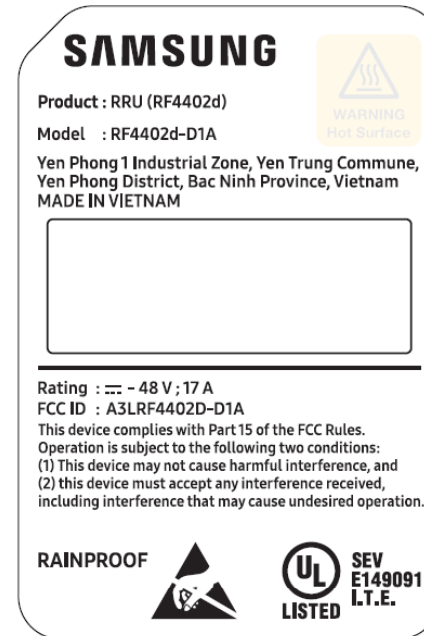 SAMSUNG
WARNING
Hot Surface
Product : RRU (RF4402d)
Model : RF4402d-D1A
Yen Phong 1 Industrial Zone, Yen Trung Commune,
Yen Phong District, Bac Ninh Province, Vietnam
MADE IN VIETNAM
Rating : ⎓ - 48 V ; 17 A
FCC ID : A3LRF4402D-D1A
This device complies with Part 15 of the FCC Rules.
Operation is subject to the following two conditions:
(1) This device may not cause harmful interference, and
(2) this device must accept any interference received,
including interference that may cause undesired operation.
RAINPROOF
UL
LISTED
SEV
E149091
I.T.E.